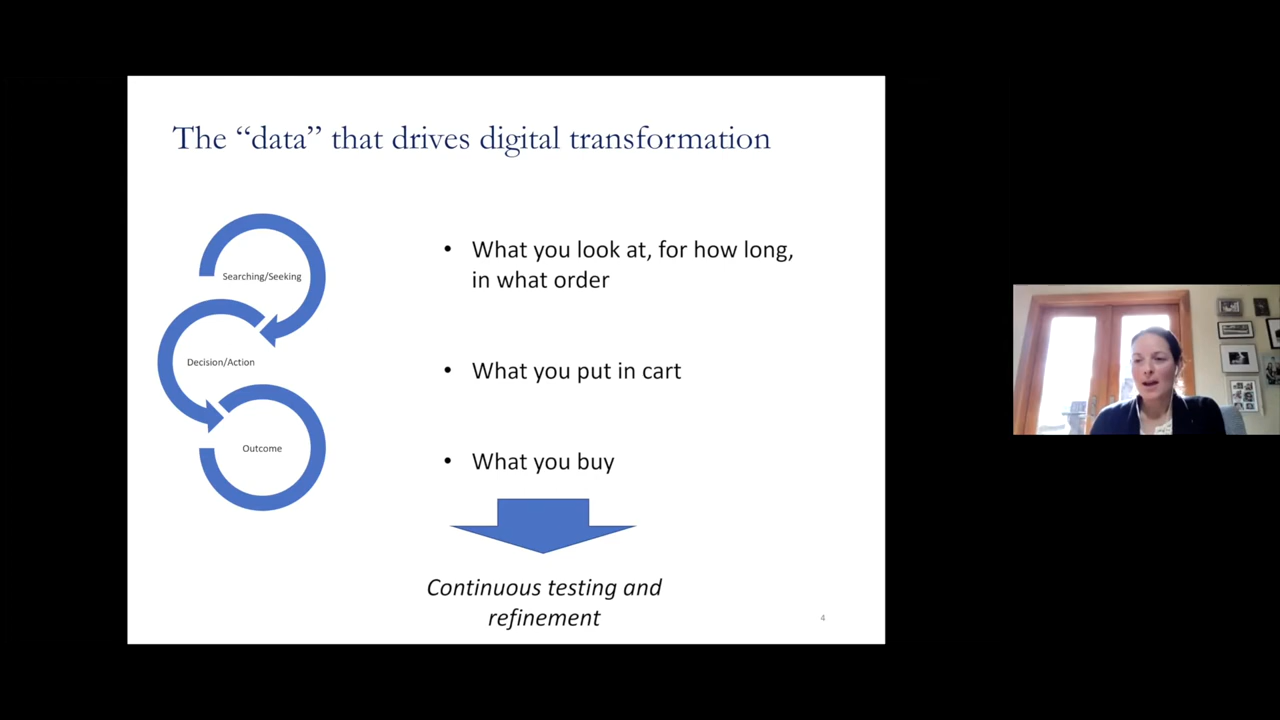 The “data” that drives digital transformation
Searching/Seeking
Decision/Action
Outcome
• What you look at, for how long,
in what order
• What you put in cart
• What you buy
Continuous testing and
refinement
4